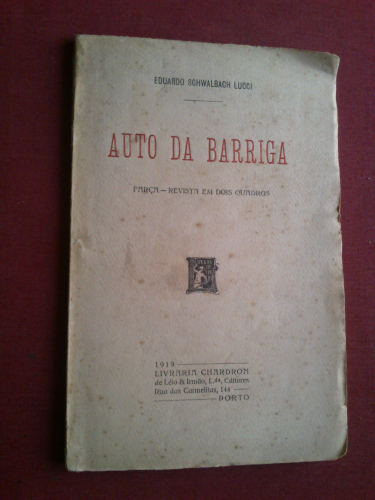 EDUARDO SCHWALBACH LUCCI
AUTO DA BARRIGA
FARÇA — REVISTA EM DOIS QUADROS
1919
LIVRARIA CHARDRON
de Lélo & Irmão, L.da, Editores
Rua das Carmelitas, 144
PORTO